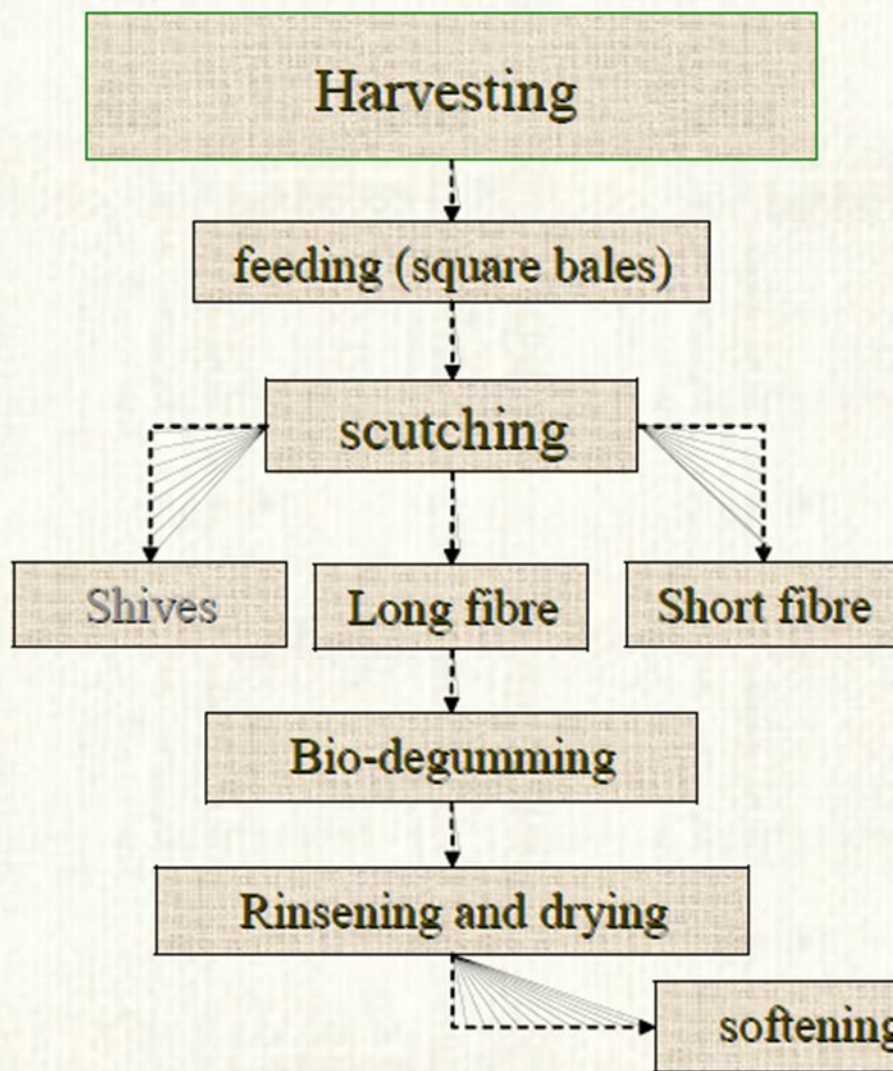 Harvesting
feeding (square bales)
scutching
Shives
Long fibre
Short fibre
Bio-degumming
Rinsening and drying
softening